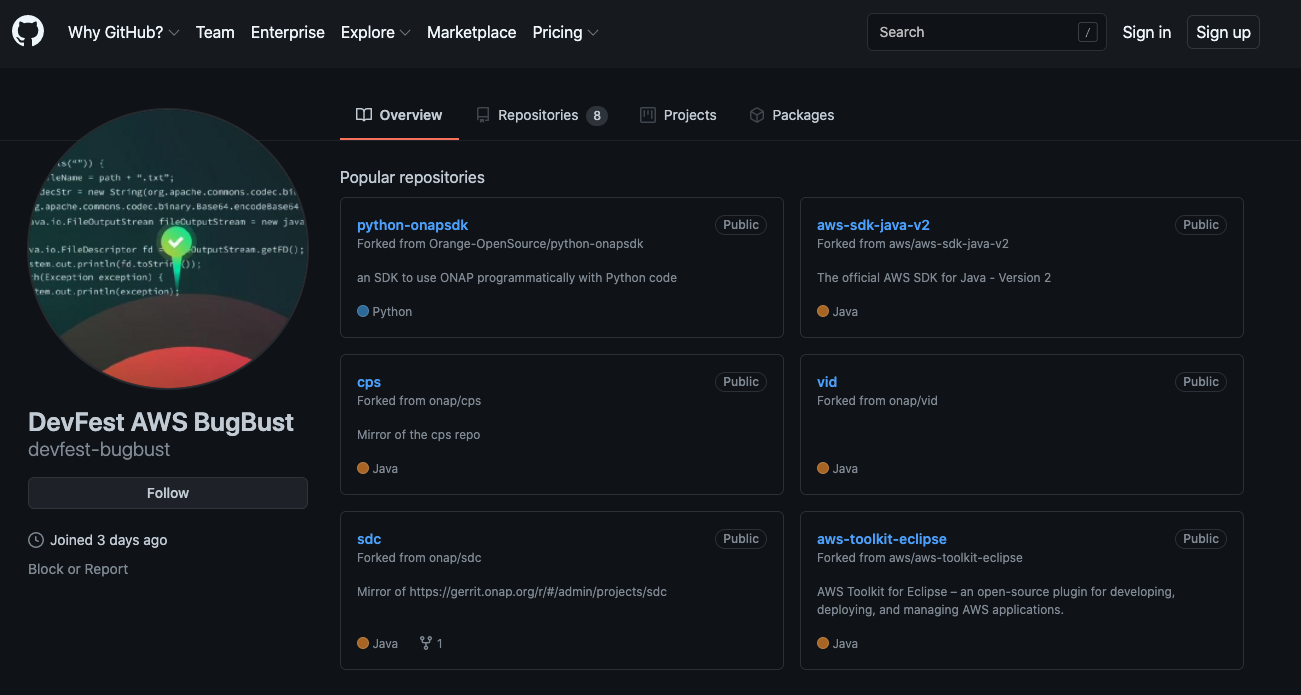 Why GitHub? Team Enterprise Explore Marketplace Pricing Search / Sign in Sign up
Overview Repositories 8 Projects Packages
ls("")) {
leName = path + ".txt";
decStr = new String(org.apache.commons.codec.bi
g.apache.commons.codec.binary.Base64.encodeBase64
va.io.FileOutputStream fileOutputStream = new java
va.io.FileDescriptor fd = OutputStream.getFD();
stem.out.println(fd.toString());
h(Exception exception) {
tem.out.println(exception);
DevFest AWS BugBust
devfest-bugbust
Follow
Joined 3 days ago
Block or Report
Popular repositories
python-onapsdk Public
Forked from Orange-OpenSource/python-onapsdk
an SDK to use ONAP programmatically with Python code
Python
aws-sdk-java-v2 Public
Forked from aws/aws-sdk-java-v2
The official AWS SDK for Java - Version 2
Java
cps Public
Forked from onap/cps
Mirror of the cps repo
Java
vid Public
Forked from onap/vid
Java
sdc Public
Forked from onap/sdc
Mirror of https://gerrit.onap.org/r/#/admin/projects/sdc
Java 1
aws-toolkit-eclipse Public
Forked from aws/aws-toolkit-eclipse
AWS Toolkit for Eclipse – an open-source plugin for developing,
deploying, and managing AWS applications.
Java